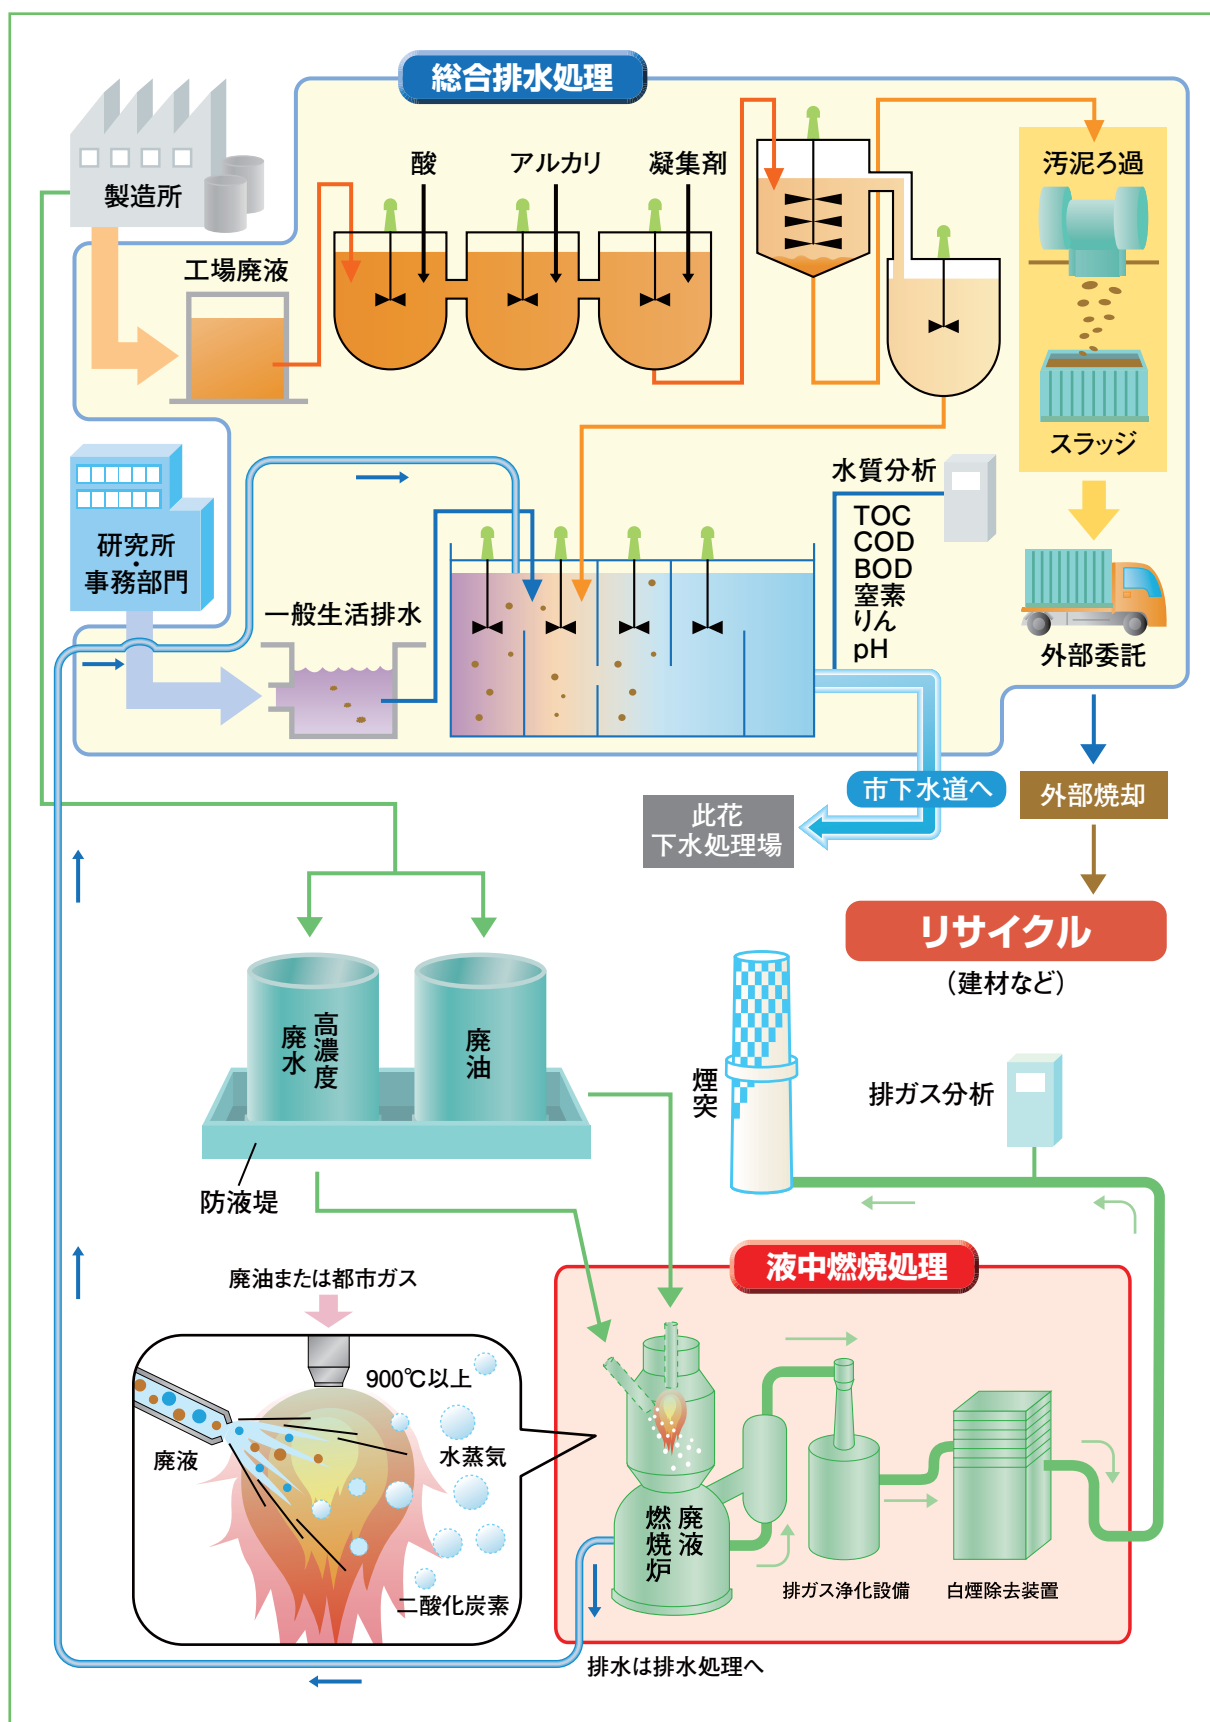 総合排水処理
製造所
酸
アルカリ
凝集剤
汚泥ろ過
工場廃液
スラッジ
水質分析
TOC
COD
BOD
窒素
りん
pH
研究所
・
事務部門
一般生活排水
外部委託
市下水道へ
外部焼却
此花
下水処理場
リサイクル
（建材など）
高濃度
廃水
廃油
煙突
排ガス分析
防液堤
液中燃焼処理
廃油または都市ガス
900℃以上
廃液
水蒸気
二酸化炭素
廃液
燃焼炉
排ガス浄化設備
白煙除去装置
排水は排水処理へ